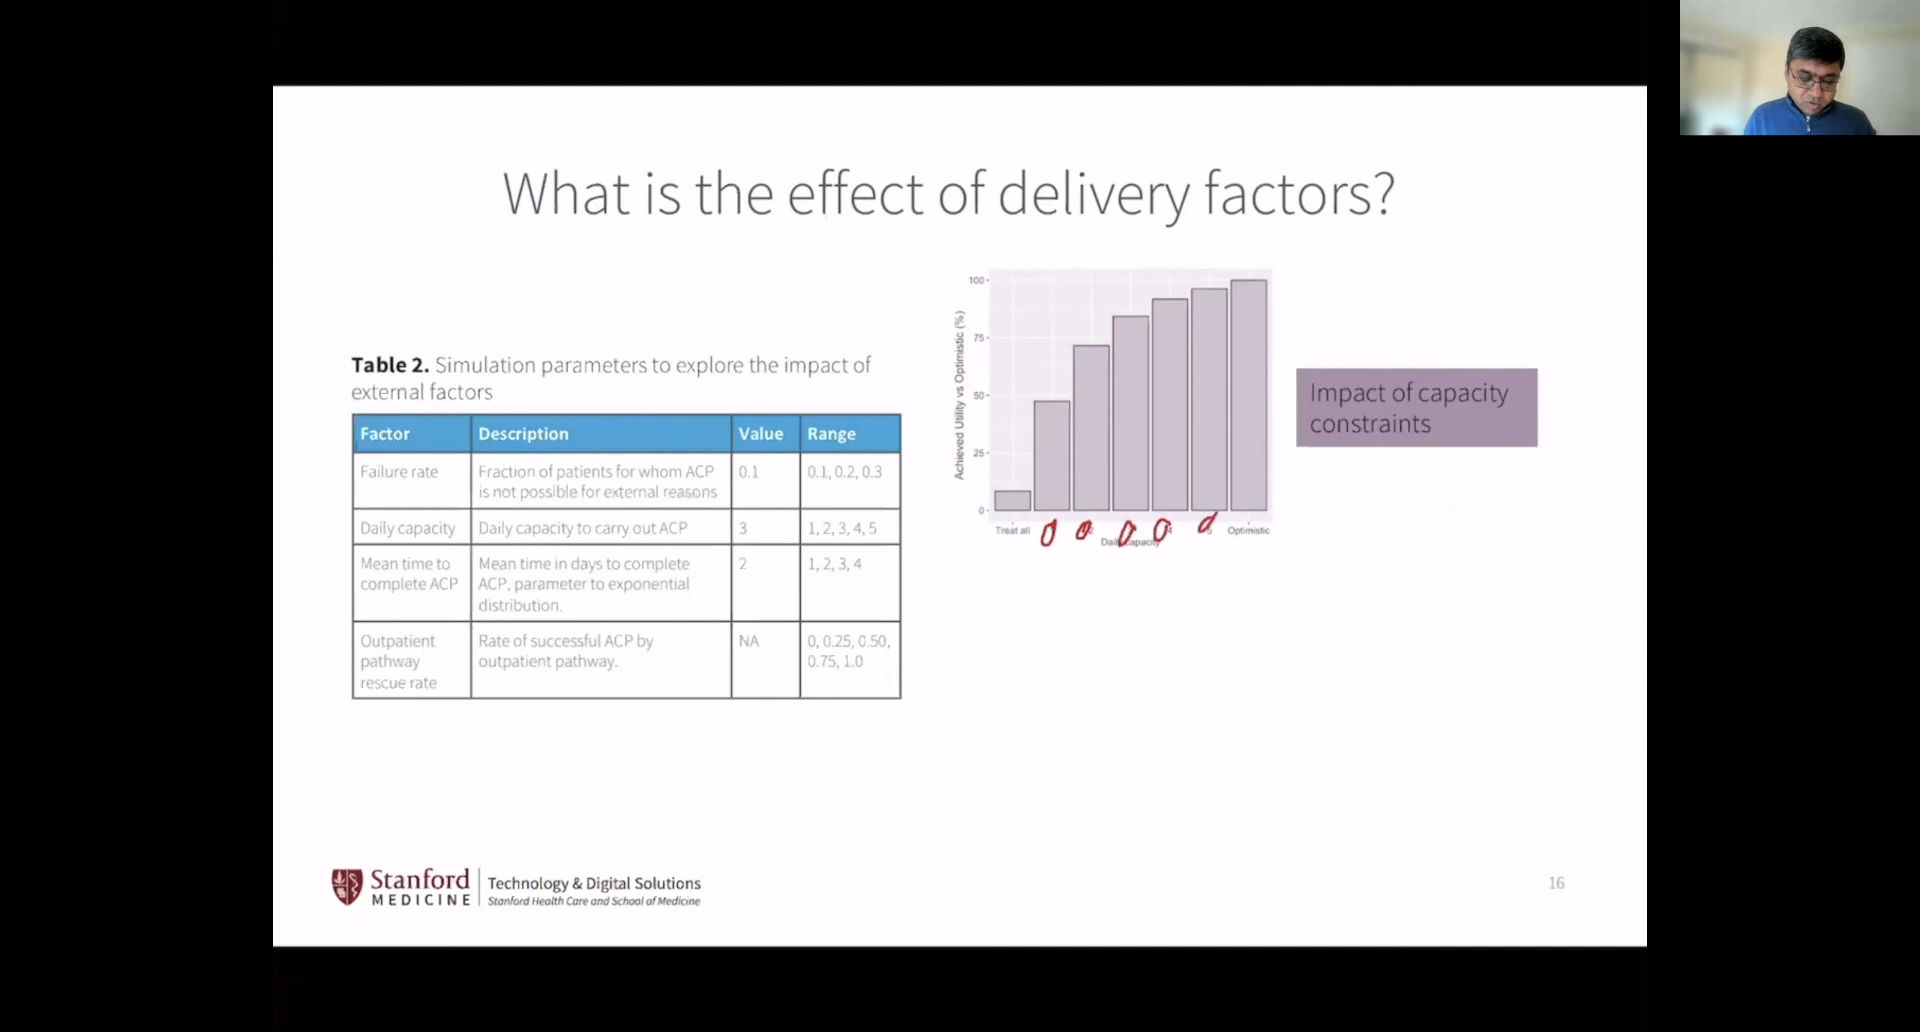 What is the effect of delivery factors?
Table 2. Simulation parameters to explore the impact of
external factors
Factor Description Value Range
Failure rate Fraction of patients for whom ACP is not possible for external reasons 0.1 0.1, 0.2, 0.3
Daily capacity Daily capacity to carry out ACP 3 1, 2, 3, 4, 5
Mean time to complete ACP Mean time in days to complete ACP, parameter to exponential distribution. 2 1, 2, 3, 4
Outpatient pathway rescue rate Rate of successful ACP by outpatient pathway. NA 0, 0.25, 0.50, 0.75, 1.0
Achieved Utility vs Optimistic (%)
100
75
50
25
0
Treat all Optimistic
Daily capacity
Impact of capacity
constraints
Stanford
MEDICINE
Technology & Digital Solutions
Stanford Health Care and School of Medicine
16